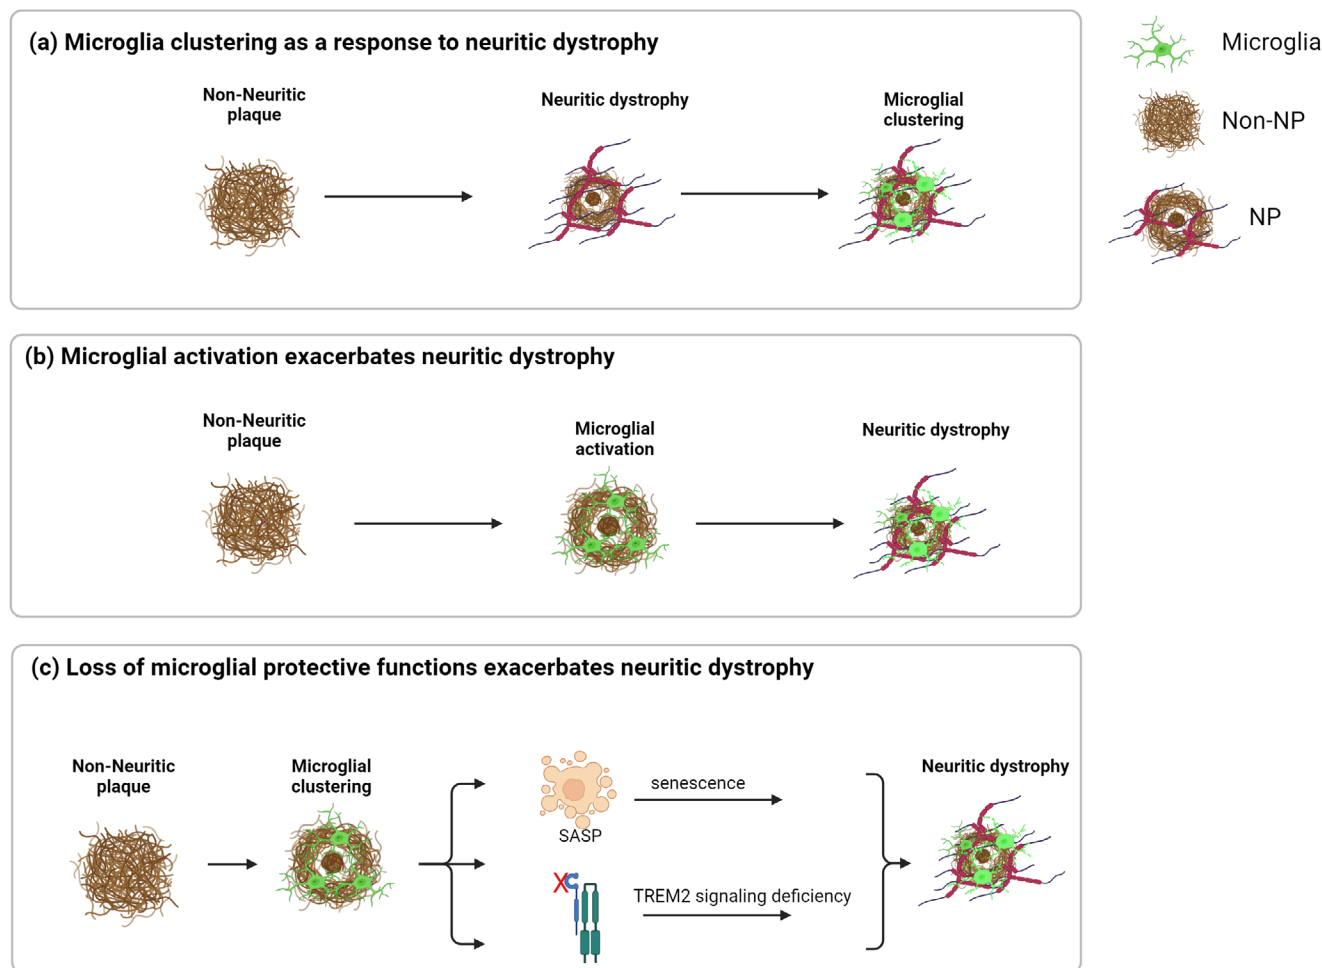 (a) Microglia clustering as a response to neuritic dystrophy
Non-Neuritic
plaque
Neuritic dystrophy
Microglial
clustering
Microglia
Non-NP
NP
(b) Microglial activation exacerbates neuritic dystrophy
Non-Neuritic
plaque
Microglial
activation
Neuritic dystrophy
(c) Loss of microglial protective functions exacerbates neuritic dystrophy
Non-Neuritic
plaque
Microglial
clustering
SASP
senescence
X
TREM2 signaling deficiency
Neuritic dystrophy